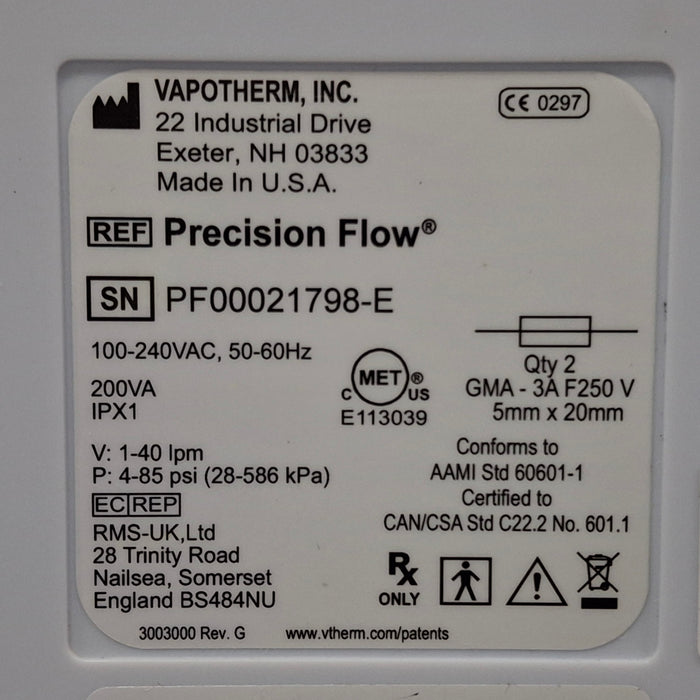 VAPOTHERM, INC.
22 Industrial Drive
Exeter, NH 03833
Made In U.S.A.
CE 0297
REF Precision Flow®
SN PF00021798-E
100-240VAC, 50-60Hz
200VA
IPX1
C MET ® US
E113039
Qty 2
GMA - 3A F250 V
5mm x 20mm
V: 1-40 lpm
P: 4-85 psi (28-586 kPa)
Conforms to
AAMI Std 60601-1
Certified to
CAN/CSA Std C22.2 No. 601.1
EC REP
RMS-UK,Ltd
28 Trinity Road
Nailsea, Somerset
England BS484NU
Rx
ONLY
3003000 Rev. G
www.vtherm.com/patents